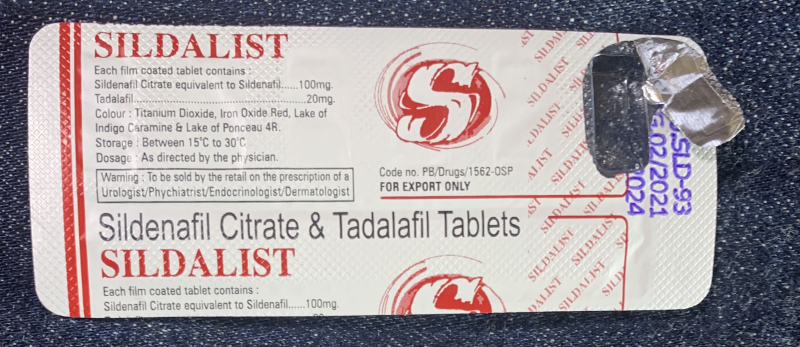 SILDALIST
Each film coated tablet contains :
Sildenafil Citrate equivalent to Sildenafil......100mg.
Tadalafil......................................................20mg.
Colour : Titanium Dioxide, Iron Oxide Red, Lake of
Indigo Caramine & Lake of Ponceau 4R.
Storage : Between 15°C to 30°C
Dosage : As directed by the physician.
Warning : To be sold by the retail on the prescription of a
Urologist/Phychiatrist/Endocrinologist/Dermatologist
S
Code no. PB/Drugs/1562-OSP
FOR EXPORT ONLY
Sildenafil Citrate & Tadalafil Tablets
SILDALIST
Each film coated tablet contains :
Sildenafil Citrate equivalent to Sildenafil......100mg.
S
SILDALIST
SILDALIST
SILDALIST
SILDALIST
SILDALIST
.SLD-93
02/2021
2024